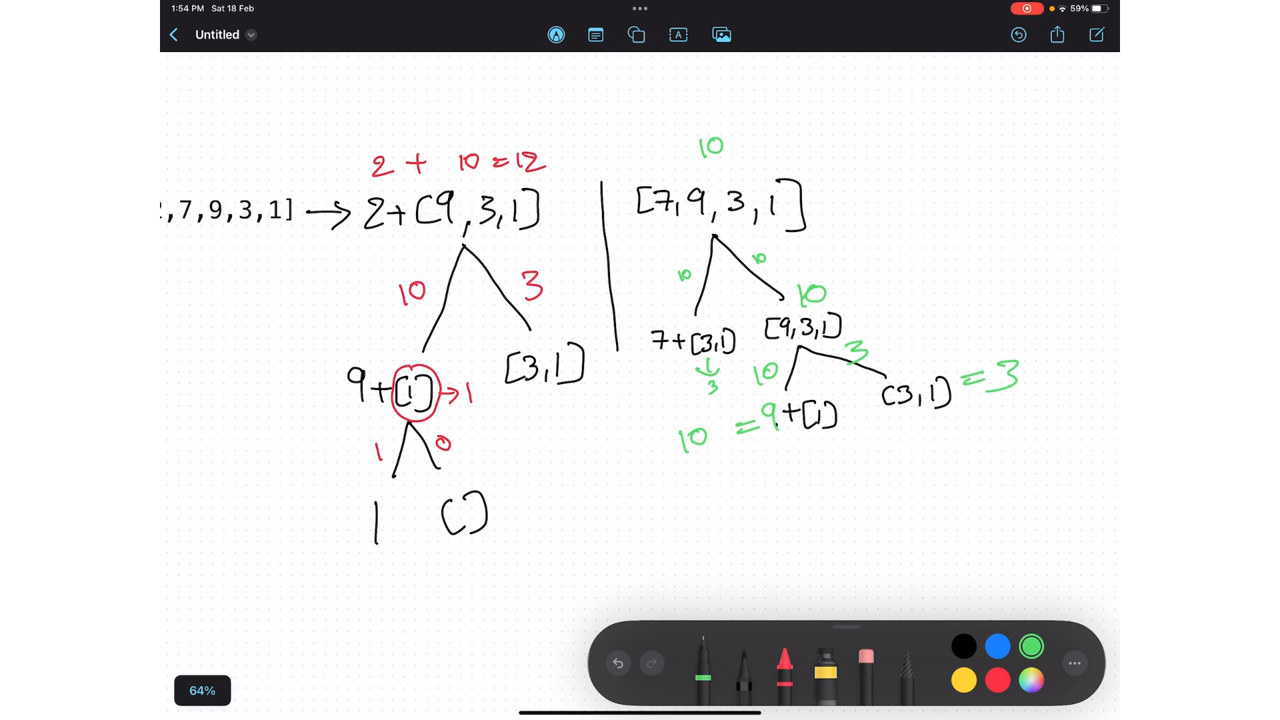 1:54 PM Sat 18 Feb
59%
Untitled
2 + 10 = 12
10
,7,9,3,1] → 2+[9,3,1]
[7,9,3,1]
10 3
10 10
10
7+[3,1] [9,3,1]
3
9+[1] → 1
[3,1]
3
10 3
[3,1] = 3
10 = 9+[1]
1 0
1 []
64%